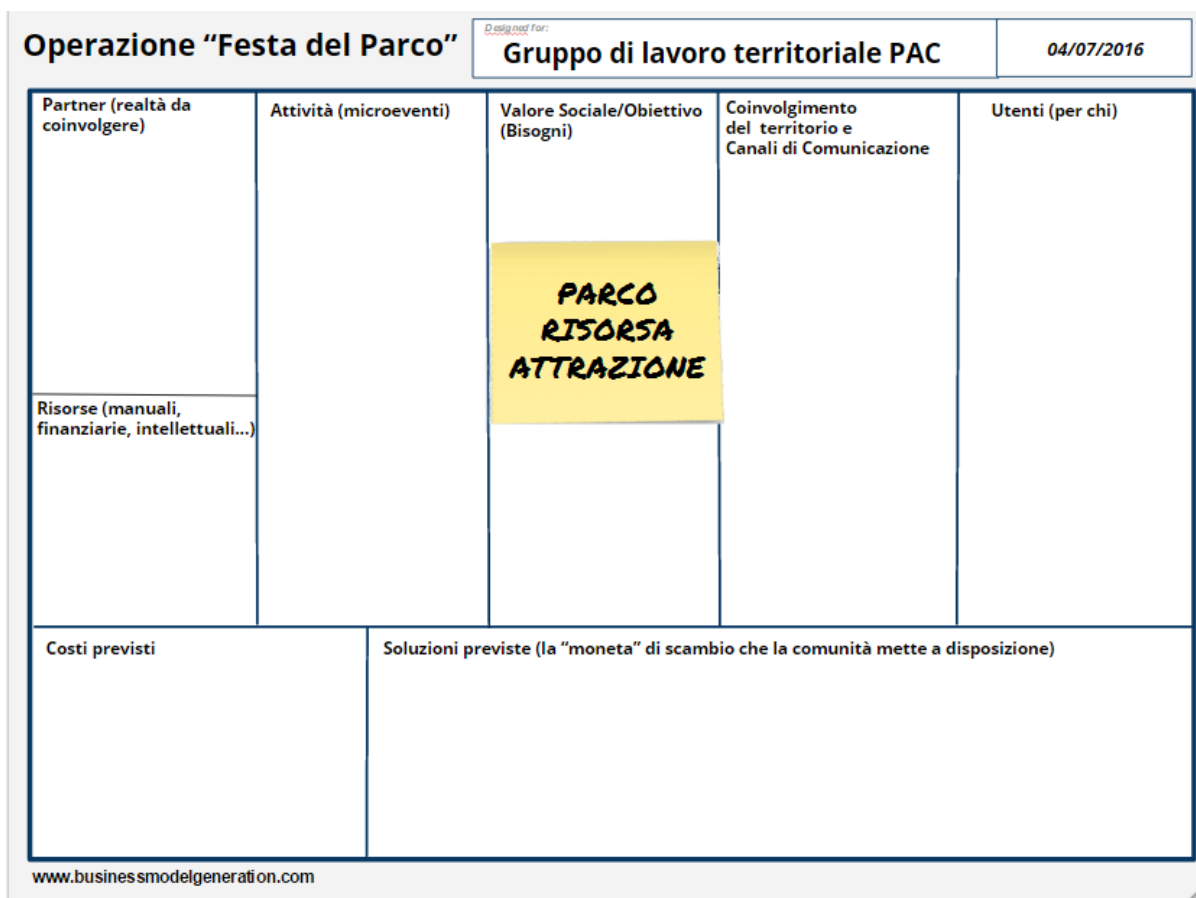 Operazione “Festa del Parco”
Designed for:
Gruppo di lavoro territoriale PAC
04/07/2016
Partner (realtà da
coinvolgere)
Attività (microeventi)
Valore Sociale/Obiettivo
(Bisogni)
Coinvolgimento
del territorio e
Canali di Comunicazione
Utenti (per chi)
PARCO
RISORSA
ATTRAZIONE
Risorse (manuali,
finanziarie, intellettuali...)
Costi previsti
Soluzioni previste (la “moneta” di scambio che la comunità mette a disposizione)
www.businessmodelgeneration.com